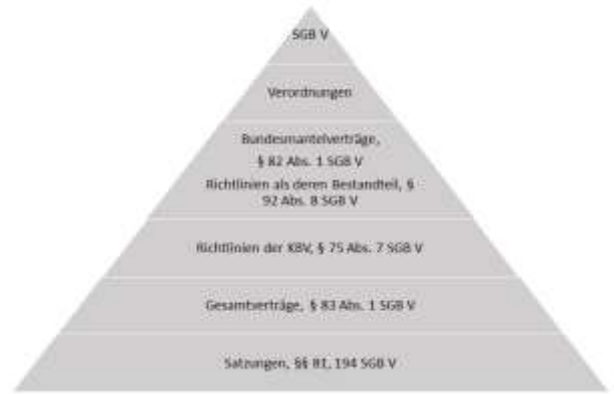 SGB V
Verordnungen
Bundesmantelverträge,
§ 82 Abs. 1 SGB V
Richtlinien als deren Bestandteil, §
92 Abs. 8 SGB V
Richtlinien der KBV, § 75 Abs. 7 SGB V
Gesamtverträge, § 83 Abs. 1 SGB V
Satzungen, §§ 81, 194 SGB V